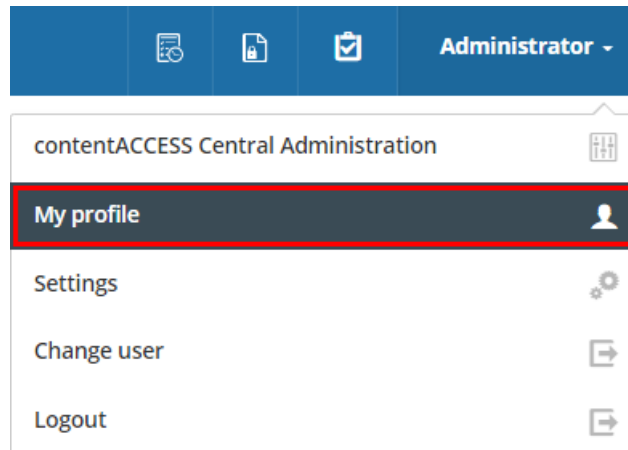 Administrator
contentACCESS Central Administration
My profile
Settings
Change user
Logout